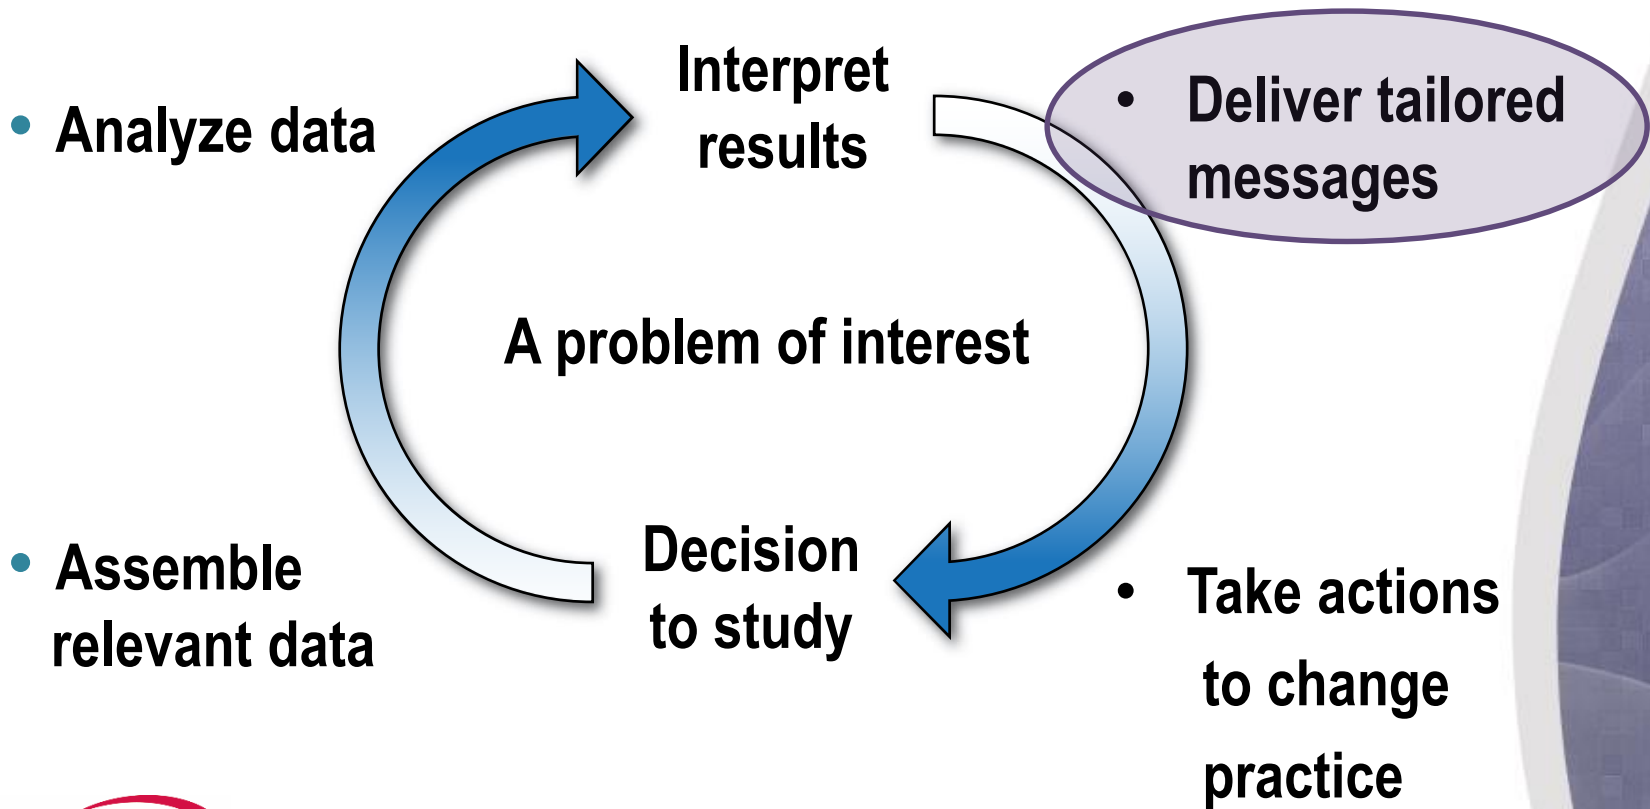 Interpret
results
• Deliver tailored
messages
• Analyze data
A problem of interest
Decision
to study
• Assemble
relevant data
• Take actions
to change
practice